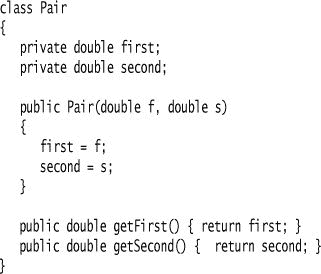 class Pair
{
private double first;
private double second;
public Pair(double f, double s)
{
first = f;
second = s;
}
public double getFirst() { return first; }
public double getSecond() {  return second; }
}